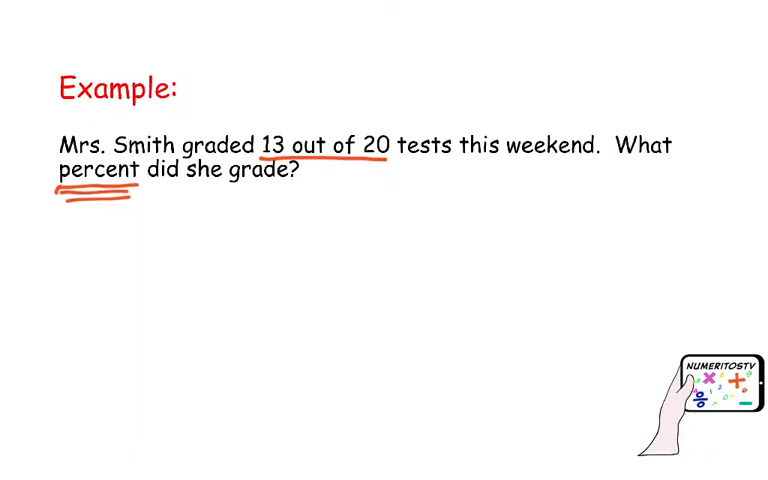 Example:
Mrs. Smith graded 13 out of 20 tests this weekend.  What
percent did she grade?
NUMERITOSTV